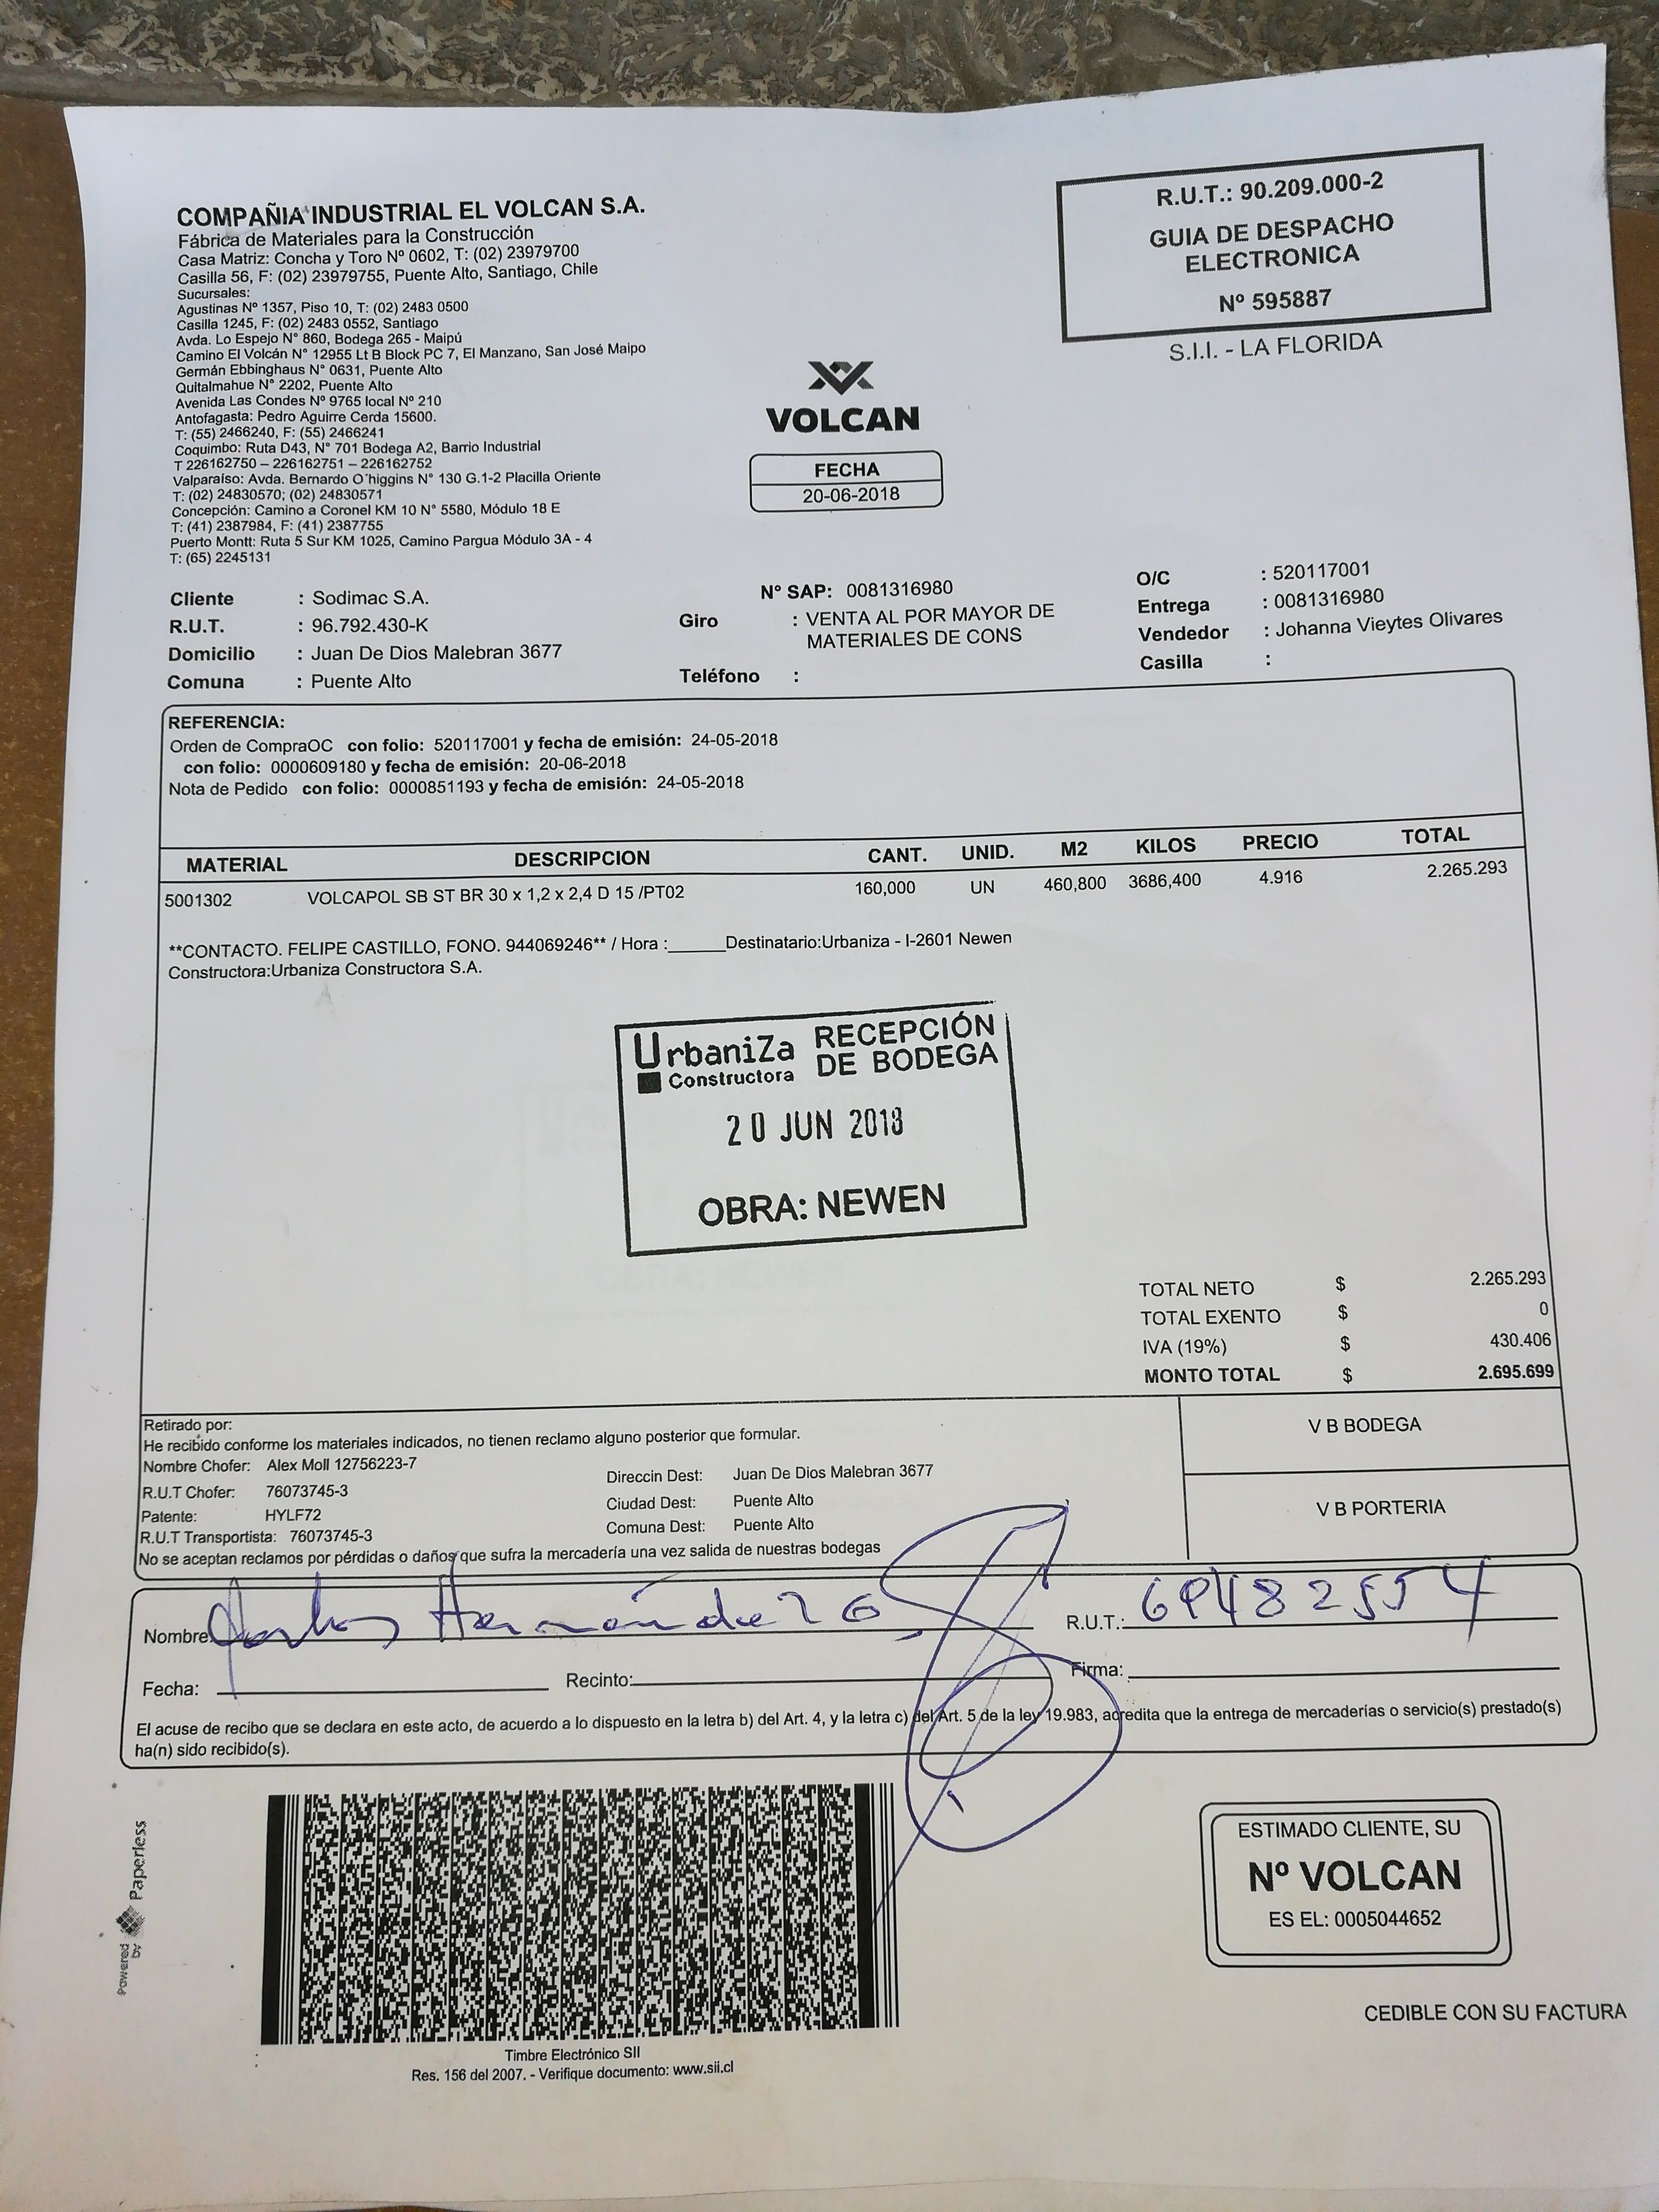 COMPAÑIA INDUSTRIAL EL VOLCAN S.A.
Fábrica de Materiales para la Construcción
Casa Matriz: Concha y Toro Nº 0602, T: (02) 23979700
Casilla 56, F: (02) 23979755, Puente Alto, Santiago, Chile
Sucursales:
Agustinas Nº 1357, Piso 10, T: (02) 2483 0500
Casilla 1245, F: (02) 2483 0552, Santiago
Avda. Lo Espejo N° 860, Bodega 265 - Maipú
Camino El Volcán N° 12955 Lt B Block PC 7, El Manzano, San José Maipo
Germán Ebbinghaus N° 0631, Puente Alto
Quitalmahue N° 2202, Puente Alto
Avenida Las Condes Nº 9765 local Nº 210
Antofagasta: Pedro Aguirre Cerda 15600.
T: (55) 2466240, F: (55) 2466241
Coquimbo: Ruta D43, N° 701 Bodega A2, Barrio Industrial
T 226162750 – 226162751 – 226162752
Valparaíso: Avda. Bernardo O´higgins N° 130 G.1-2 Placilla Oriente
T: (02) 24830570; (02) 24830571
Concepción: Camino a Coronel KM 10 N° 5580, Módulo 18 E
T: (41) 2387984, F: (41) 2387755
Puerto Montt: Ruta 5 Sur KM 1025, Camino Pargua Módulo 3A - 4
T: (65) 2245131
R.U.T.: 90.209.000-2
GUIA DE DESPACHO
ELECTRONICA
Nº 595887
S.I.I. - LA FLORIDA
VOLCAN
FECHA
20-06-2018
Cliente : Sodimac S.A.
R.U.T. : 96.792.430-K
Domicilio : Juan De Dios Malebran 3677
Comuna : Puente Alto
Nº SAP: 0081316980
Giro : VENTA AL POR MAYOR DE
MATERIALES DE CONS
Teléfono :
O/C : 520117001
Entrega : 0081316980
Vendedor : Johanna Vieytes Olivares
Casilla :
REFERENCIA:
Orden de CompraOC con folio: 520117001 y fecha de emisión: 24-05-2018
con folio: 0000609180 y fecha de emisión: 20-06-2018
Nota de Pedido con folio: 0000851193 y fecha de emisión: 24-05-2018
MATERIAL DESCRIPCION CANT. UNID. M2 KILOS PRECIO TOTAL
5001302 VOLCAPOL SB ST BR 30 x 1,2 x 2,4 D 15 /PT02 160,000 UN 460,800 3686,400 4.916 2.265.293
**CONTACTO. FELIPE CASTILLO, FONO. 944069246** / Hora :______Destinatario:Urbaniza - I-2601 Newen
Constructora:Urbaniza Constructora S.A.
UrbaniZa RECEPCIÓN
Constructora DE BODEGA
20 JUN 2018
OBRA: NEWEN
TOTAL NETO $ 2.265.293
TOTAL EXENTO $ 0
IVA (19%) $ 430.406
MONTO TOTAL $ 2.695.699
Retirado por:
He recibido conforme los materiales indicados, no tienen reclamo alguno posterior que formular.
Nombre Chofer: Alex Moll 12756223-7
R.U.T Chofer: 76073745-3
Patente: HYLF72
R.U.T Transportista: 76073745-3
Direccin Dest: Juan De Dios Malebran 3677
Ciudad Dest: Puente Alto
Comuna Dest: Puente Alto
No se aceptan reclamos por pérdidas o daños que sufra la mercadería una vez salida de nuestras bodegas
V B BODEGA
V B PORTERIA
Nombre: Hernández G
R.U.T.:
Fecha: Recinto: Firma:
El acuse de recibo que se declara en este acto, de acuerdo a lo dispuesto en la letra b) del Art. 4, y la letra c) del Art. 5 de la ley 19.983, acredita que la entrega de mercaderías o servicio(s) prestado(s)
ha(n) sido recibido(s).
Powered by Paperless
Timbre Electrónico SII
Res. 156 del 2007. - Verifique documento: www.sii.cl
ESTIMADO CLIENTE, SU
Nº VOLCAN
ES EL: 0005044652
CEDIBLE CON SU FACTURA